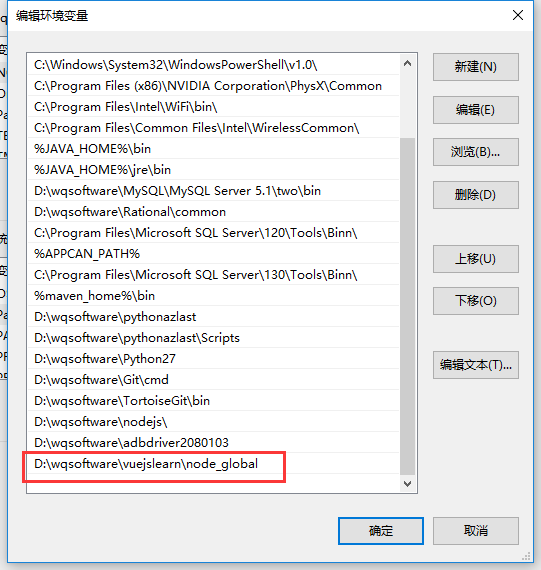 编辑环境变量
C:\Windows\System32\WindowsPowerShell\v1.0\
C:\Program Files (x86)\NVIDIA Corporation\PhysX\Common
C:\Program Files\Intel\WiFi\bin\
C:\Program Files\Common Files\Intel\WirelessCommon\
%JAVA_HOME%\bin
%JAVA_HOME%\jre\bin
D:\wqsoftware\MySQL\MySQL Server 5.1\two\bin
D:\wqsoftware\Rational\common
C:\Program Files\Microsoft SQL Server\120\Tools\Binn\
%APPCAN_PATH%
C:\Program Files\Microsoft SQL Server\130\Tools\Binn\
%maven_home%\bin
D:\wqsoftware\pythonazlast
D:\wqsoftware\pythonazlast\Scripts
D:\wqsoftware\Python27
D:\wqsoftware\Git\cmd
D:\wqsoftware\TortoiseGit\bin
D:\wqsoftware\nodejs\
D:\wqsoftware\adbdriver2080103
D:\wqsoftware\vuejslearn\node_global
新建(N)
编辑(E)
浏览(B)...
删除(D)
上移(U)
下移(O)
编辑文本(T)...
确定
取消